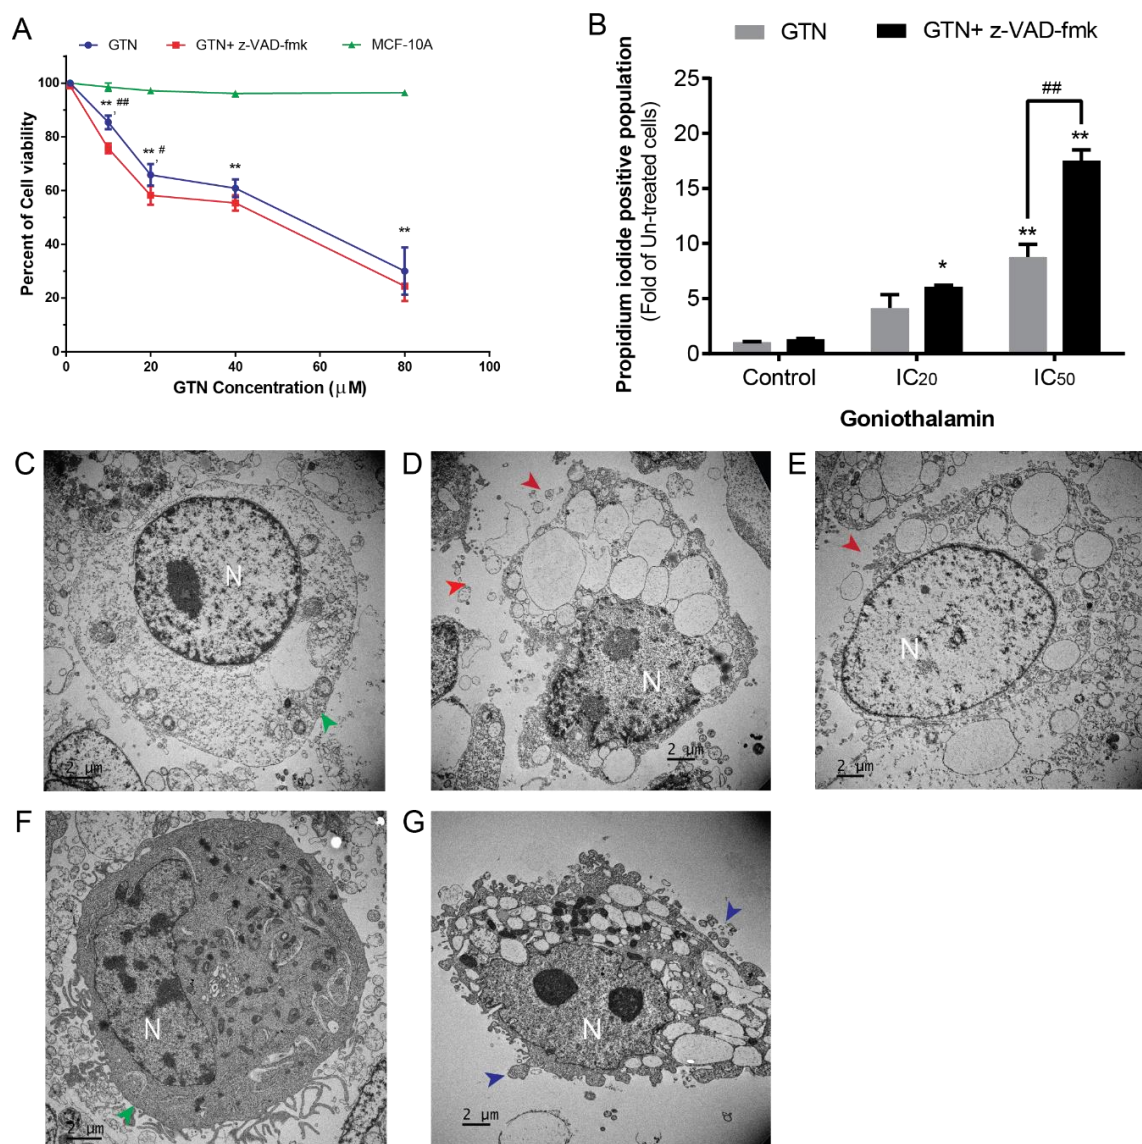 A
GTN GTN+ z-VAD-fmk MCF-10A
Percent of Cell viability
100
80
60
40
20
0
**, ##
**, #
**
**
0 20 40 60 80 100
GTN Concentration (μM)
B
GTN GTN+ z-VAD-fmk
Propidium iodide positive population
(Fold of Un-treated cells)
25
20
15
10
5
0
##
**
**
*
Control IC20 IC50
Goniothalamin
C
N
2 μm
D
N
2 μm
E
N
2 μm
F
N
2 μm
G
N
2 μm